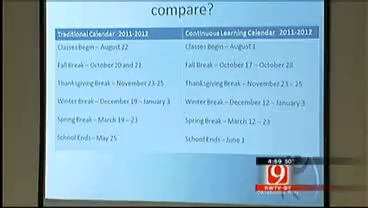 compare?
Traditional Calendar 2011-2012 Continuous Learning Calendar 2011-2012
Classes Begin – August 22 Classes Begin – August 1
Fall Break – October 20 and 21 Fall Break – October 17 – October 28
Thanksgiving Break – November 23-25 Thanksgiving Break – November 23 – 25
Winter Break – December 19 – January 3 Winter Break – December 12 – January 3
Spring Break – March 19 – 23 Spring Break – March 12 – 23
School Ends – May 25 School Ends – June 1
4:59 50°
9
KWTV-DT